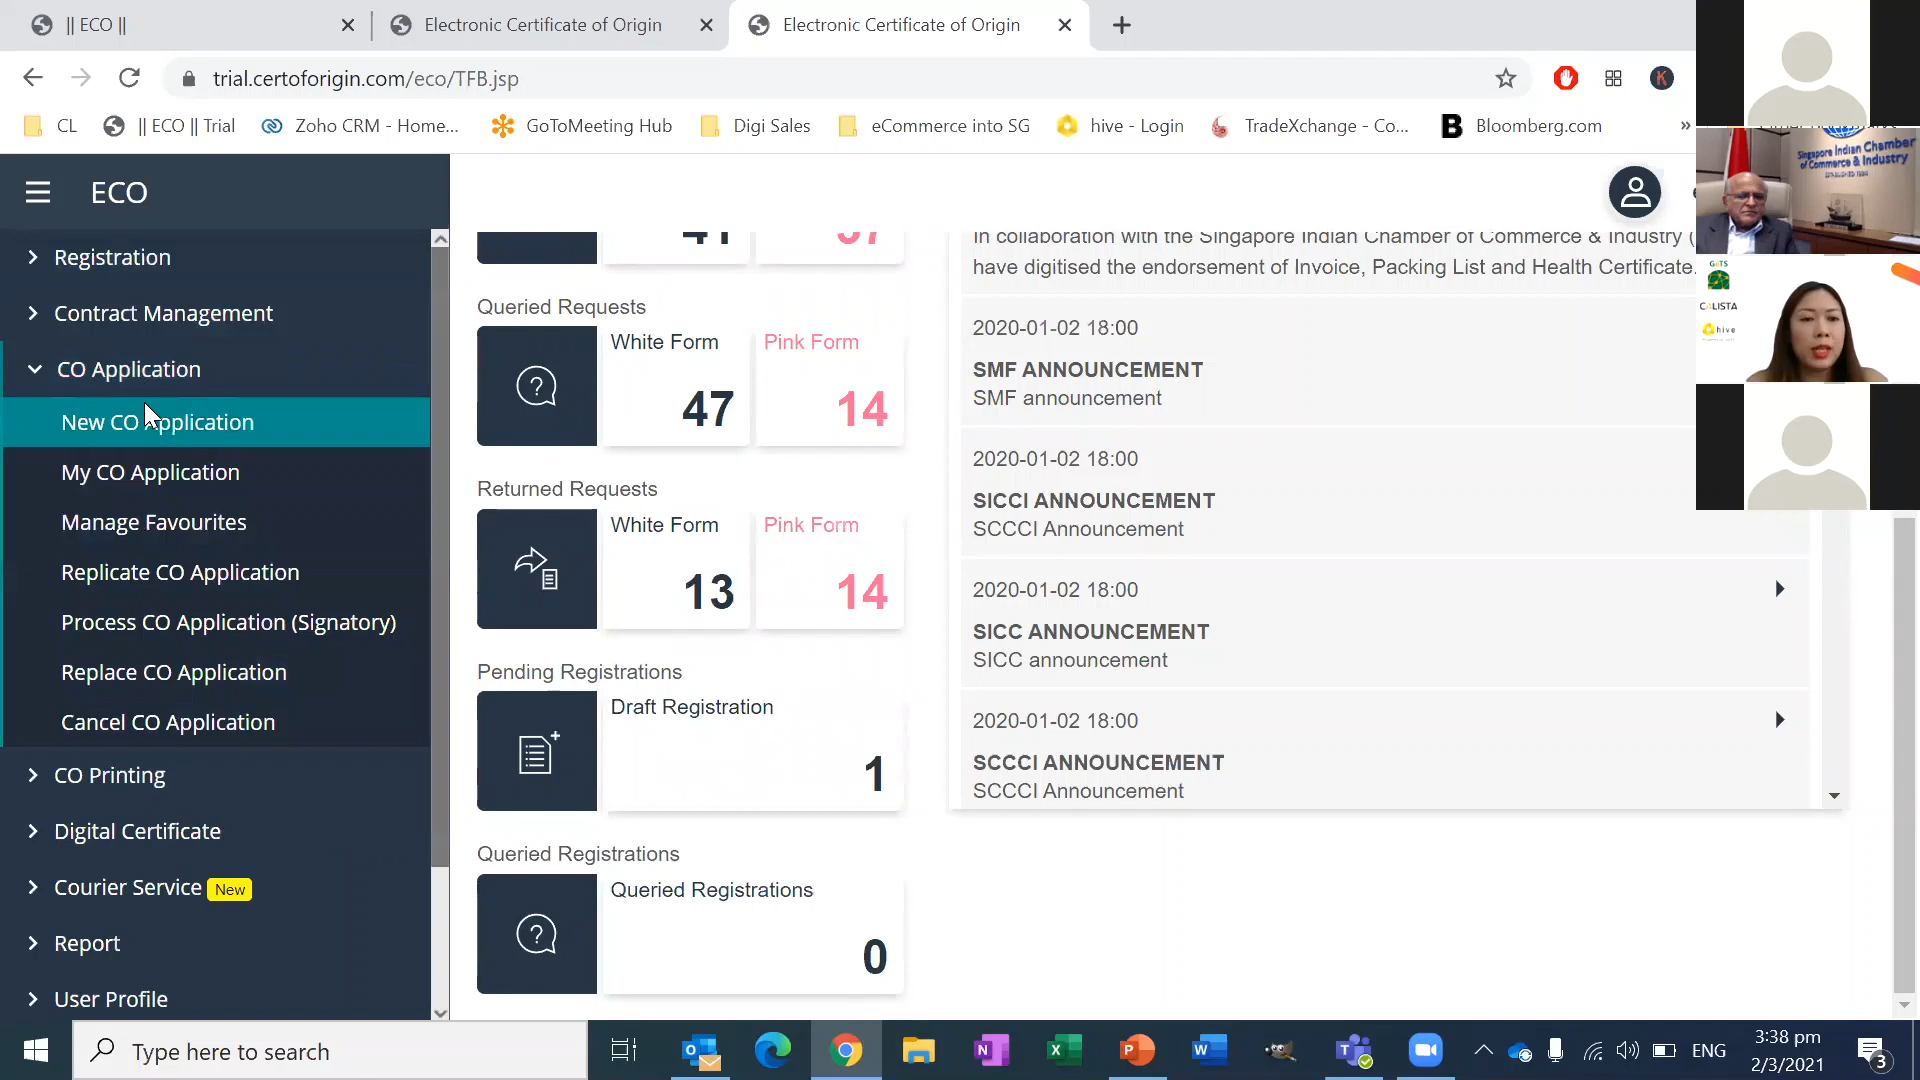 || ECO ||
Electronic Certificate of Origin
Electronic Certificate of Origin
trial.certoforigin.com/eco/TFB.jsp
K
CL
|| ECO || Trial
Zoho CRM - Home...
GoToMeeting Hub
Digi Sales
eCommerce into SG
hive - Login
TradeXchange - Co...
B Bloomberg.com
»
ECO
Registration
Contract Management
CO Application
New CO Application
My CO Application
Manage Favourites
Replicate CO Application
Process CO Application (Signatory)
Replace CO Application
Cancel CO Application
CO Printing
Digital Certificate
Courier Service New
Report
User Profile
Queried Requests
White Form
47
Pink Form
14
Returned Requests
White Form
13
Pink Form
14
Pending Registrations
Draft Registration
1
Queried Registrations
Queried Registrations
0
In collaboration with the Singapore Indian Chamber of Commerce & Industry (
have digitised the endorsement of Invoice, Packing List and Health Certificate.
2020-01-02 18:00
SMF ANNOUNCEMENT
SMF announcement
2020-01-02 18:00
SICCI ANNOUNCEMENT
SCCCI Announcement
2020-01-02 18:00
SICC ANNOUNCEMENT
SICC announcement
2020-01-02 18:00
SCCCI ANNOUNCEMENT
SCCCI Announcement
Singapore Indian Chamber
of Commerce & Industry
GeTS
CALISTA
hive
Type here to search
ENG
3:38 pm
2/3/2021
3